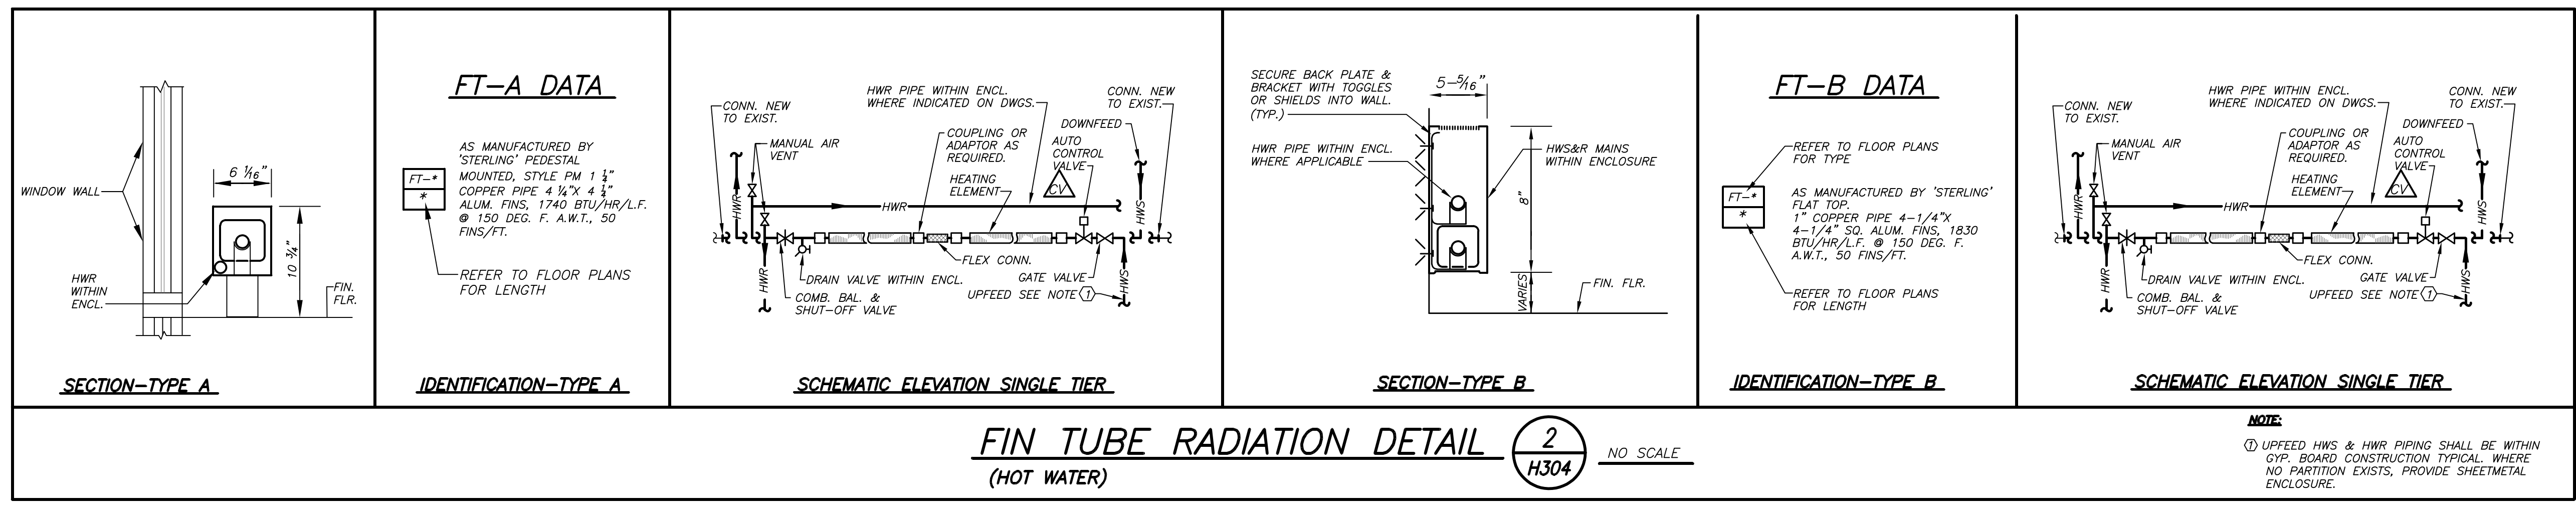 6 1/16"
WINDOW WALL
10 3/4"
HWR
WITHIN
ENCL.
FIN.
FLR.
SECTION-TYPE A
FT-A DATA
AS MANUFACTURED BY
'STERLING' PEDESTAL
MOUNTED, STYLE PM 1 1/4"
COPPER PIPE 4 1/4"X 4 1/2"
ALUM. FINS, 1740 BTU/HR/L.F.
@ 150 DEG. F. A.W.T., 50
FINS/FT.
FT-*
*
REFER TO FLOOR PLANS
FOR LENGTH
IDENTIFICATION-TYPE A
CONN. NEW
TO EXIST.
MANUAL AIR
VENT
HWR PIPE WITHIN ENCL.
WHERE INDICATED ON DWGS.
CONN. NEW
TO EXIST.
DOWNFEED
COUPLING OR
ADAPTOR AS
REQUIRED.
AUTO
CONTROL
VALVE
CV
HEATING
ELEMENT
HWR
HWR
HWS
HWR
HWS
FLEX CONN.
DRAIN VALVE WITHIN ENCL.
GATE VALVE
COMB. BAL. &
SHUT-OFF VALVE
UPFEED SEE NOTE 1
SCHEMATIC ELEVATION SINGLE TIER
SECURE BACK PLATE &
BRACKET WITH TOGGLES
OR SHIELDS INTO WALL.
(TYP.)
5-5/16"
HWR PIPE WITHIN ENCL.
WHERE APPLICABLE
HWS&R MAINS
WITHIN ENCLOSURE
8"
VARIES
FIN. FLR.
SECTION-TYPE B
FT-B DATA
REFER TO FLOOR PLANS
FOR TYPE
FT-*
*
AS MANUFACTURED BY 'STERLING'
FLAT TOP.
1" COPPER PIPE 4-1/4"X
4-1/4" SQ. ALUM. FINS, 1830
BTU/HR/L.F. @ 150 DEG. F.
A.W.T., 50 FINS/FT.
REFER TO FLOOR PLANS
FOR LENGTH
IDENTIFICATION-TYPE B
CONN. NEW
TO EXIST.
MANUAL AIR
VENT
HWR PIPE WITHIN ENCL.
WHERE INDICATED ON DWGS.
CONN. NEW
TO EXIST.
DOWNFEED
COUPLING OR
ADAPTOR AS
REQUIRED.
AUTO
CONTROL
VALVE
CV
HEATING
ELEMENT
HWR
HWR
HWS
HWR
HWS
FLEX CONN.
DRAIN VALVE WITHIN ENCL.
GATE VALVE
COMB. BAL. &
SHUT-OFF VALVE
UPFEED SEE NOTE 1
SCHEMATIC ELEVATION SINGLE TIER
FIN TUBE RADIATION DETAIL
(HOT WATER)
2
H304
NO SCALE
NOTE:
1 UPFEED HWS & HWR PIPING SHALL BE WITHIN
GYP. BOARD CONSTRUCTION TYPICAL. WHERE
NO PARTITION EXISTS, PROVIDE SHEETMETAL
ENCLOSURE.